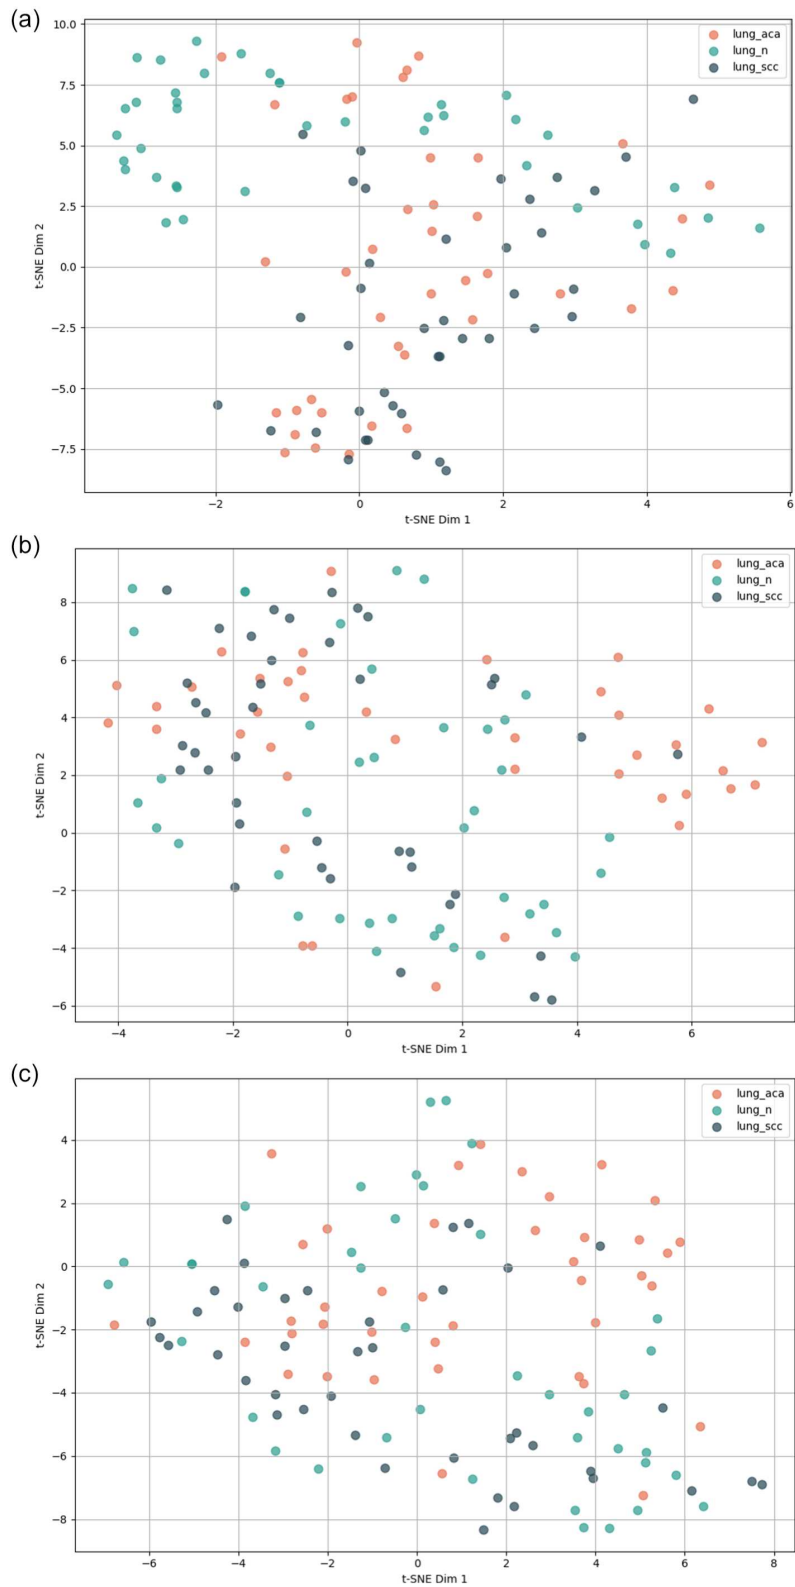 (a)
lung_aca
lung_n
lung_scc
10.0
7.5
5.0
2.5
0.0
−2.5
−5.0
−7.5
t-SNE Dim 2
−2
0
2
4
6
t-SNE Dim 1
(b)
lung_aca
lung_n
lung_scc
8
6
4
2
0
−2
−4
−6
t-SNE Dim 2
−4
−2
0
2
4
6
t-SNE Dim 1
(c)
lung_aca
lung_n
lung_scc
4
2
0
−2
−4
−6
−8
t-SNE Dim 2
−6
−4
−2
0
2
4
6
8
t-SNE Dim 1